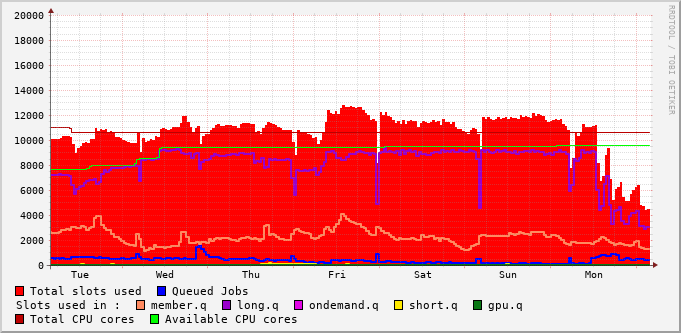 20000
18000
16000
14000
12000
10000
8000
6000
4000
2000
0
Tue Wed Thu Fri Sat Sun Mon
Total slots used Queued Jobs
Slots used in : member.q long.q ondemand.q short.q gpu.q
Total CPU cores Available CPU cores
RRDTOOL / TOBI OETIKER